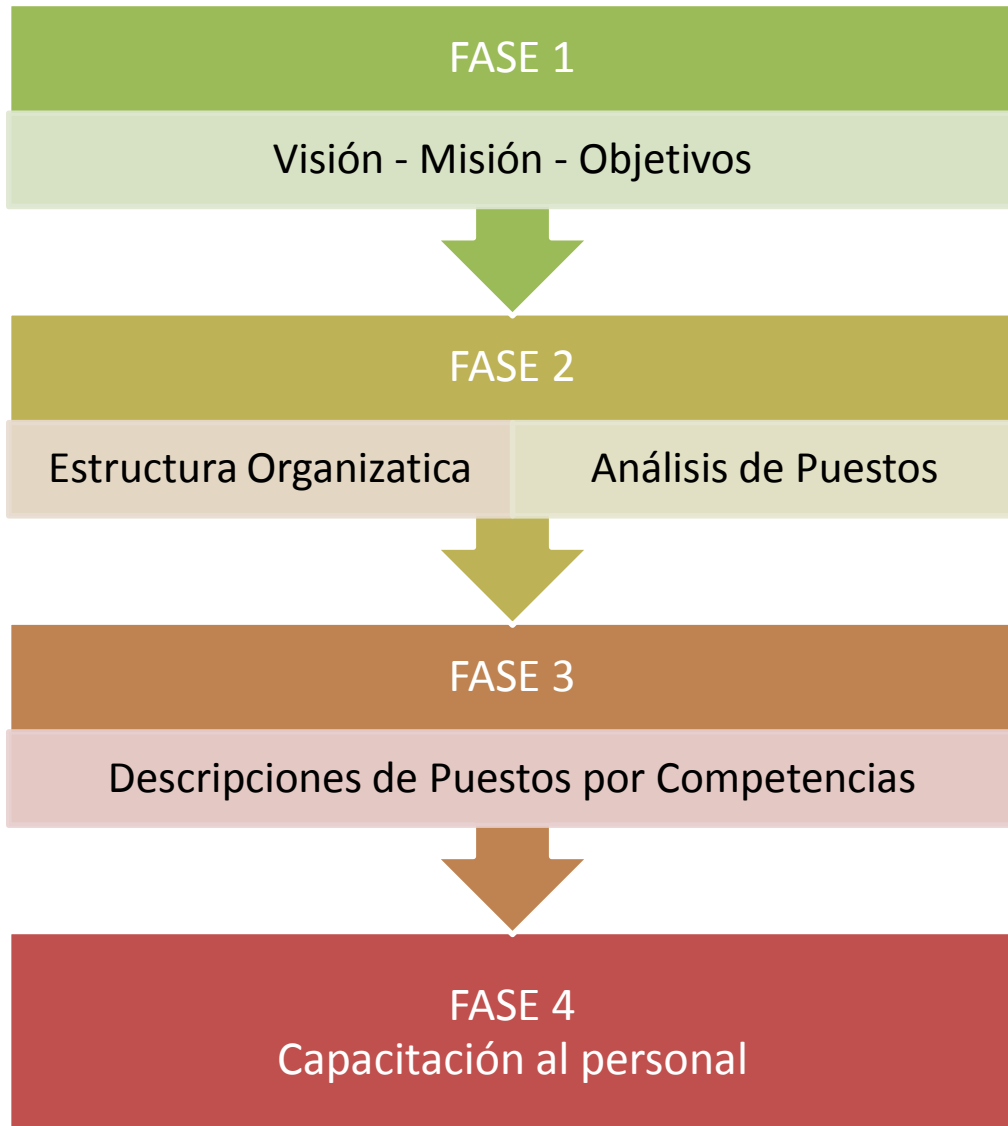 FASE 1
Visión - Misión - Objetivos
FASE 2
Estructura Organizatica
Análisis de Puestos
FASE 3
Descripciones de Puestos por Competencias
FASE 4
Capacitación al personal